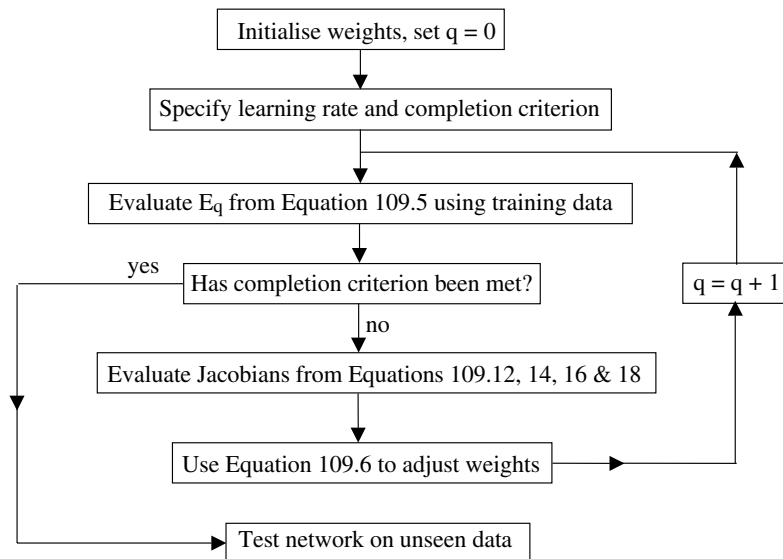 Initialise weights, set q = 0
Specify learning rate and completion criterion
Evaluate Eq from Equation 109.5 using training data
yes
Has completion criterion been met?
q = q + 1
no
Evaluate Jacobians from Equations 109.12, 14, 16 & 18
Use Equation 109.6 to adjust weights
Test network on unseen data